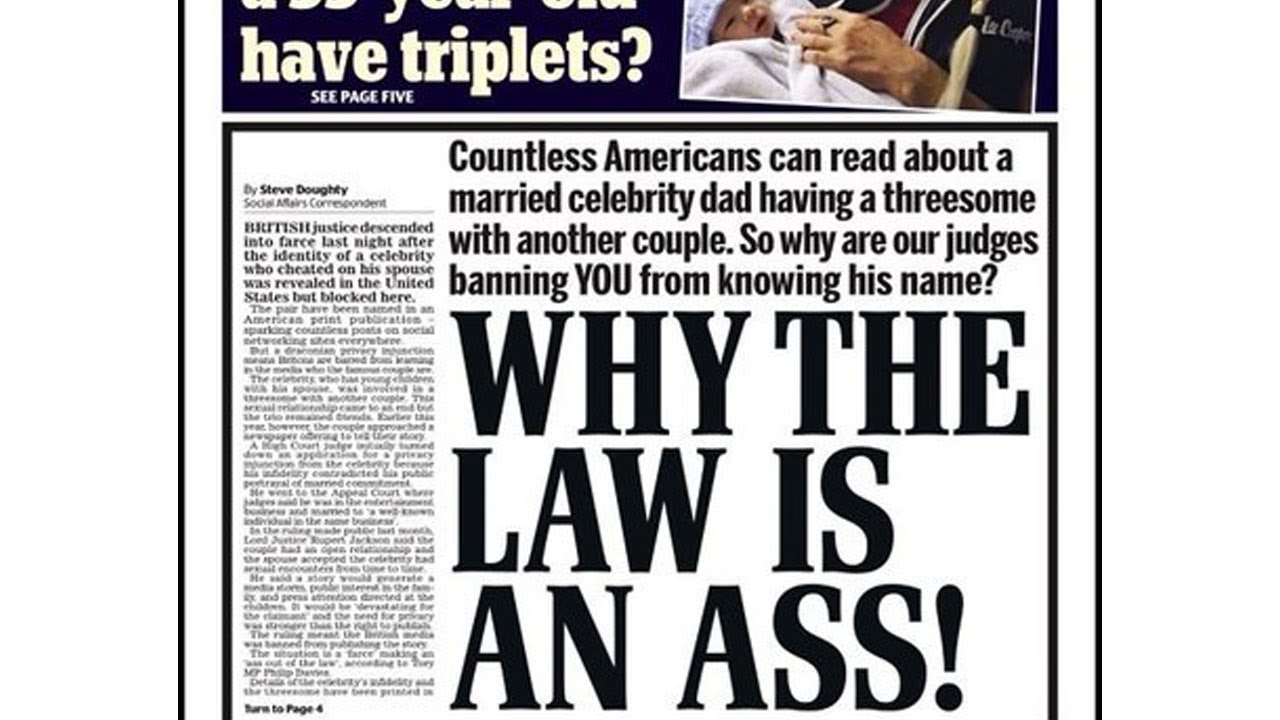 a 55-year-old
have triplets?
SEE PAGE FIVE
By Steve Doughty
Social Affairs Correspondent
BRITISH justice descended
into farce last night after
the identity of a celebrity
who cheated on his spouse
was revealed in the United
States but blocked here.
The pair have been named in an
American print publication –
sparking countless posts on social
networking sites everywhere.
But a draconian privacy injunction
means Britons are barred from learning
in the media who the famous couple are.
The celebrity, who has young children
with his spouse, was involved in a
threesome with another couple. This
sexual relationship came to an end but
the trio remained friends. Earlier this
year, however, the couple approached a
newspaper offering to tell their story.
A High Court judge initially turned
down an application for a privacy
injunction from the celebrity because
his infidelity contradicted his public
portrayal of married commitment.
He went to the Appeal Court where
judges said he was in the entertainment
business and married to 'a well-known
individual in the same business'.
In the ruling made public last month,
Lord Justice Rupert Jackson said the
couple had an open relationship and
the spouse accepted the celebrity had
sexual encounters from time to time.
He said a story would generate a
media storm, public interest in the fam-
ily, and press attention directed at the
children. It would be 'devastating for
the claimant' and the need for privacy
was stronger than the right to publish.
The ruling meant the British media
was banned from publishing the story.
The situation is a 'farce' making an
'ass out of the law', according to Tory
MP Philip Davies.
Details of the celebrity's infidelity and
the threesome have been printed in
Turn to Page 4
Countless Americans can read about a
married celebrity dad having a threesome
with another couple. So why are our judges
banning YOU from knowing his name?
WHY THE
LAW IS
AN ASS!